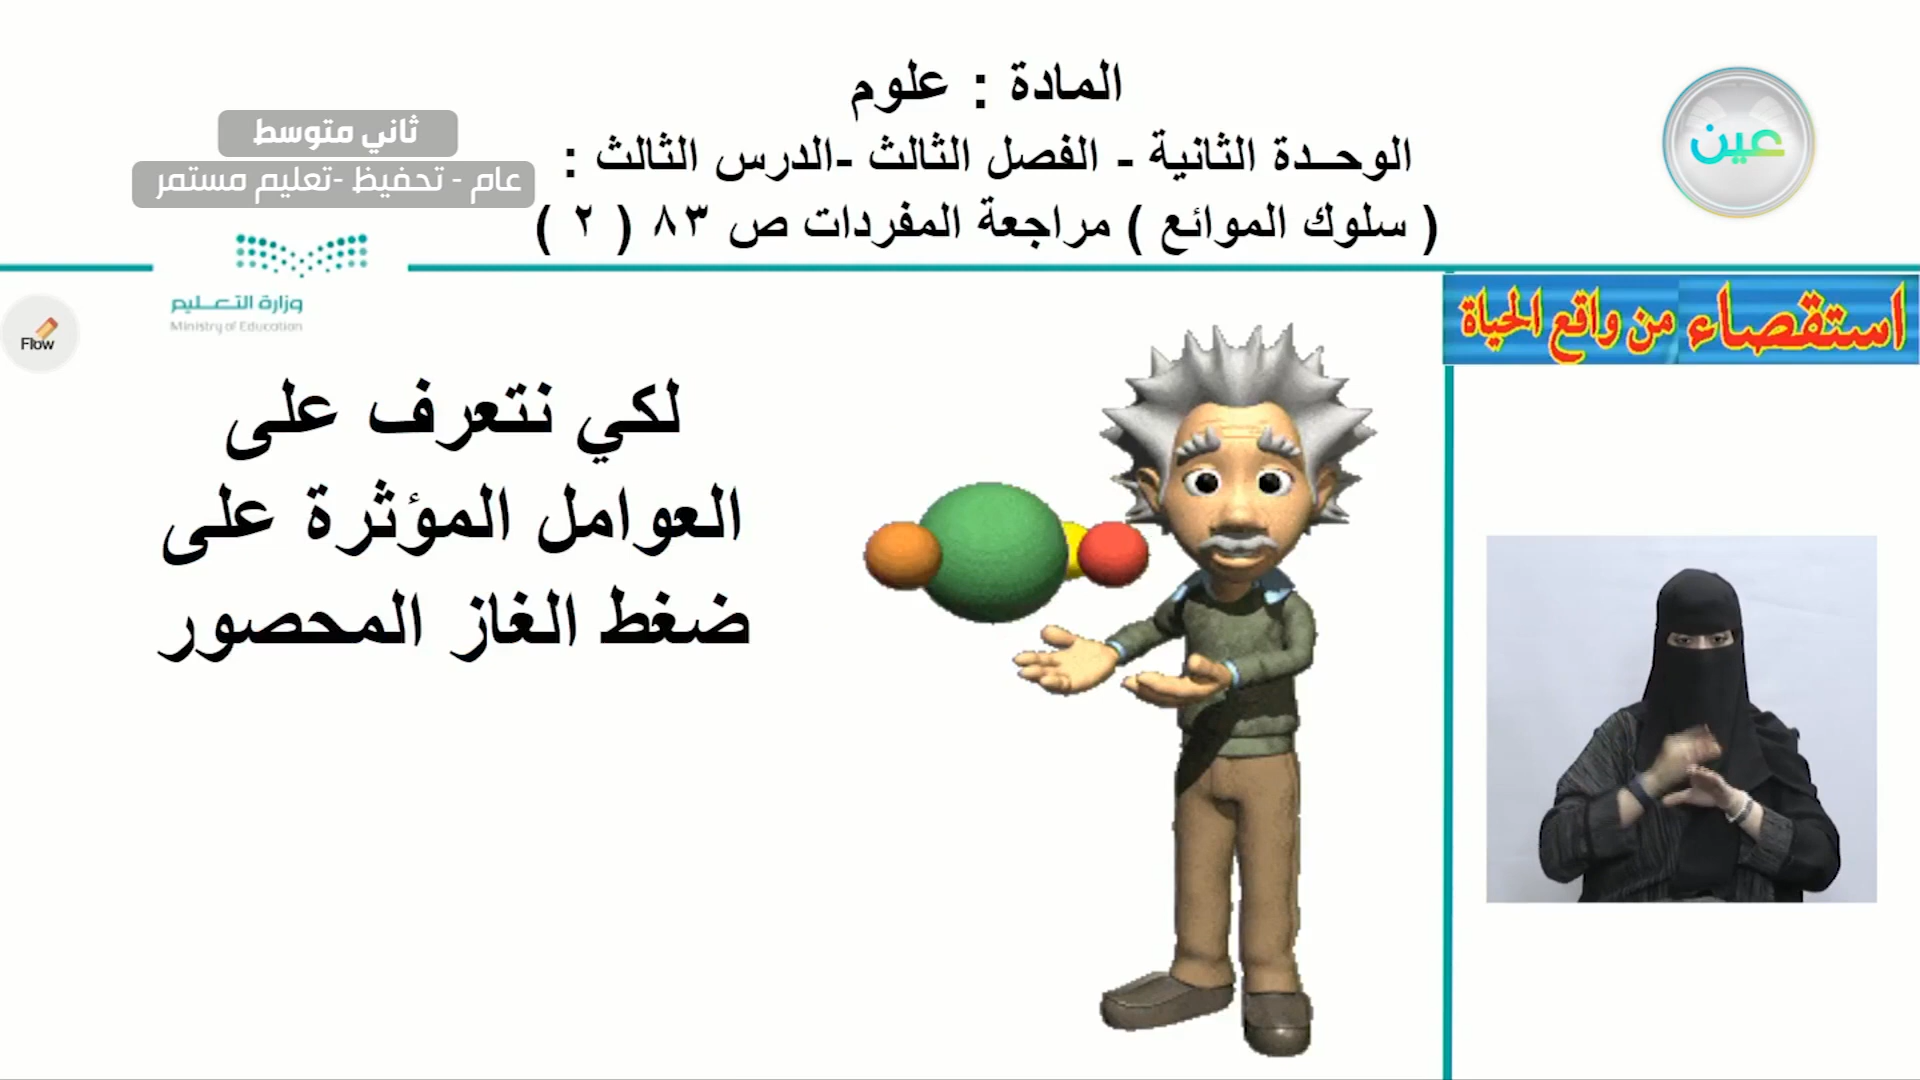 المادة : علوم
الوحـدة الثانية - الفصل الثالث -الدرس الثالث :
( سلوك الموائع ) مراجعة المفردات ص ٨٣ ( ٢ )
عين
ثاني متوسط
عام - تحفيظ -تعليم مستمر
وزارة التعـليم
Ministry of Education
Flow
استقصاء من واقع الحياة
لكي نتعرف على
العوامل المؤثرة على
ضغط الغاز المحصور